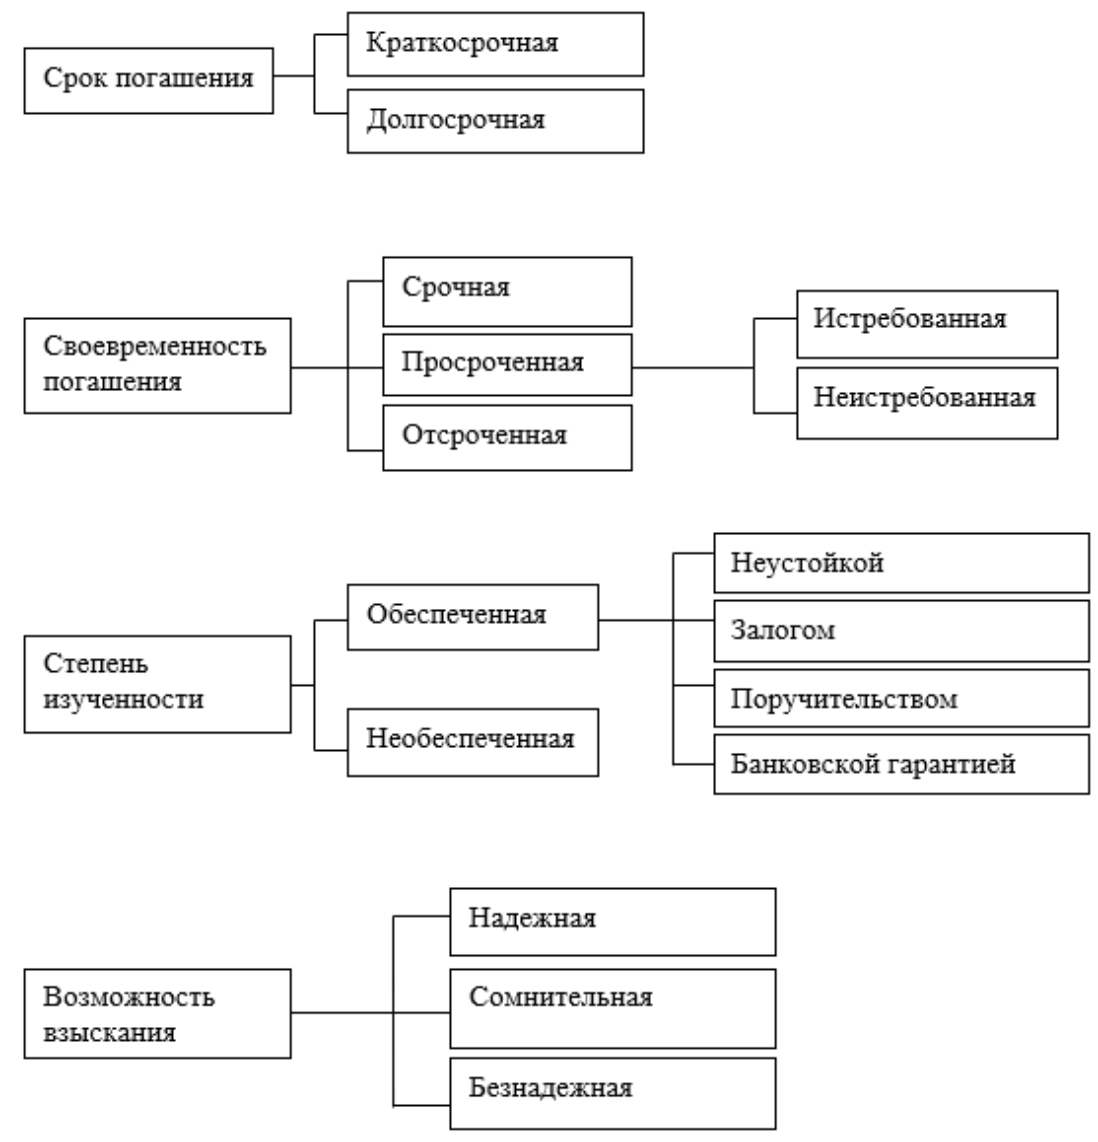 Срок погашения
Краткосрочная
Долгосрочная
Своевременность
погашения
Срочная
Просроченная
Отсроченная
Истребованная
Неистребованная
Степень
изученности
Обеспеченная
Необеспеченная
Неустойкой
Залогом
Поручительством
Банковской гарантией
Возможность
взыскания
Надежная
Сомнительная
Безнадежная